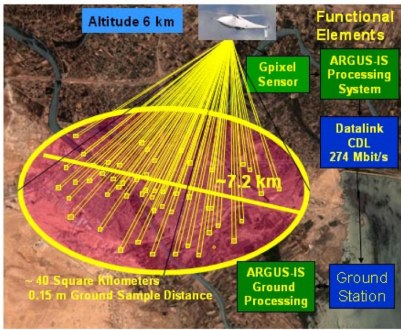 Altitude 6 km
Functional
Elements
Gpixel
Sensor
ARGUS-IS
Processing
System
Datalink
CDL
274 Mbit/s
~7.2 km
~ 40 Square Kilometers
0.15 m Ground Sample Distance
ARGUS-IS
Ground
Processing
Ground
Station